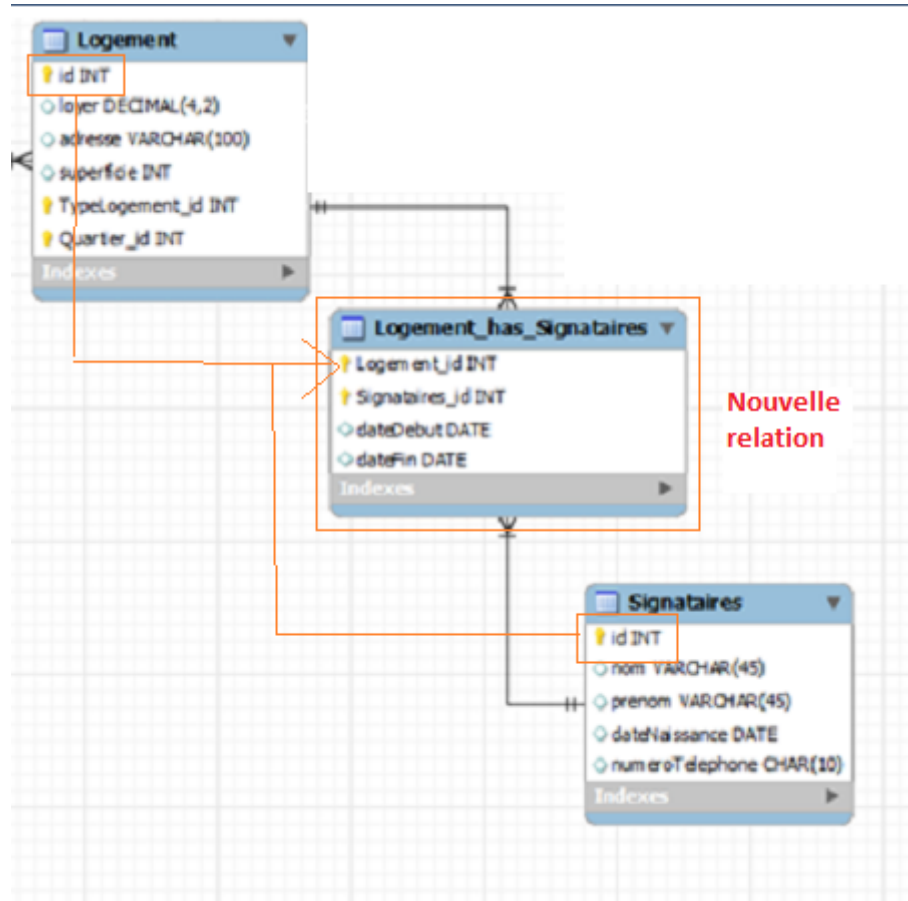 Logement
id INT
loyer DECIMAL(4,2)
adresse VARCHAR(100)
superficie INT
TypeLogement_id INT
Quartier_id INT
Indexes
Logement_has_Signataires
Logement_id INT
Signataires_id INT
dateDebut DATE
dateFin DATE
Indexes
Nouvelle
relation
Signataires
id INT
nom VARCHAR(45)
prenom VARCHAR(45)
dateNaissance DATE
numeroTelephone CHAR(10)
Indexes